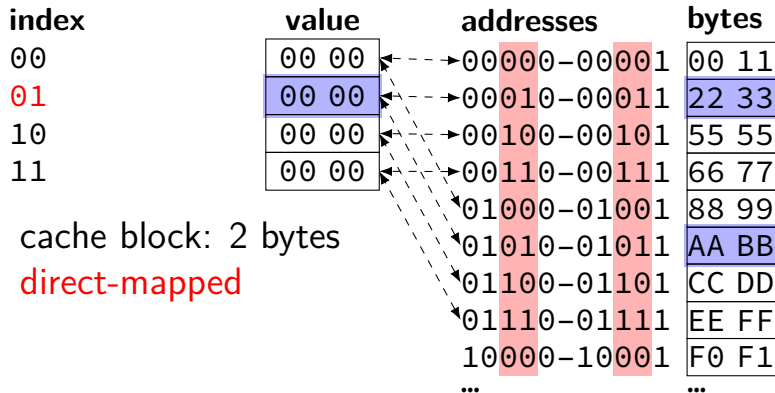 index value addresses bytes
00 00 00 00000-00001 00 11
01 00 00 00010-00011 22 33
10 00 00 00100-00101 55 55
11 00 00 00110-00111 66 77
01000-01001 88 99
cache block: 2 bytes 01010-01011 AA BB
direct-mapped 01100-01101 CC DD
01110-01111 EE FF
10000-10001 F0 F1
… …